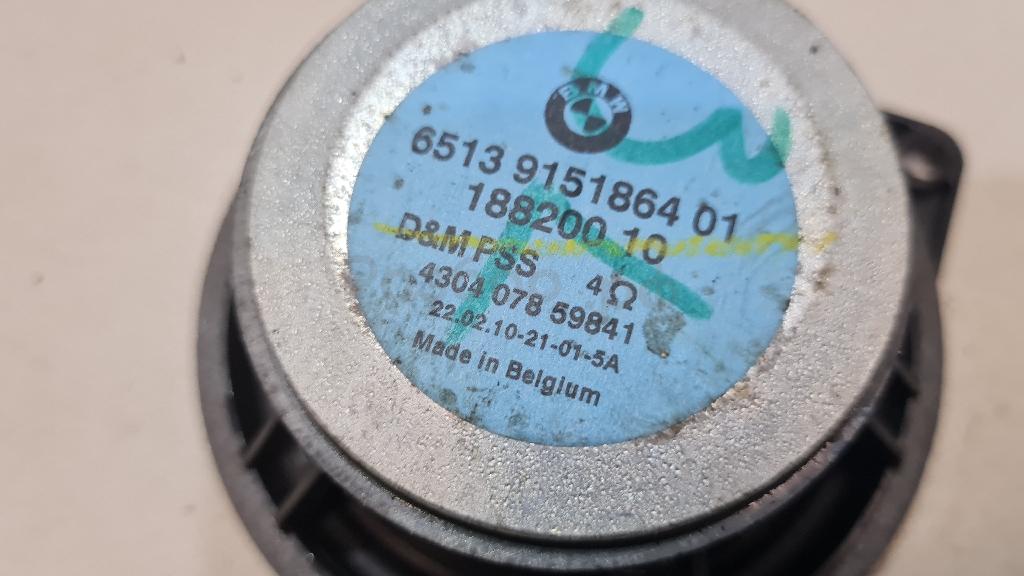 BMW
6513 9151864 01
188200 10
D&M PSS 4Ω
4304 078 59841
22.02.10-21-01-5A
Made in Belgium